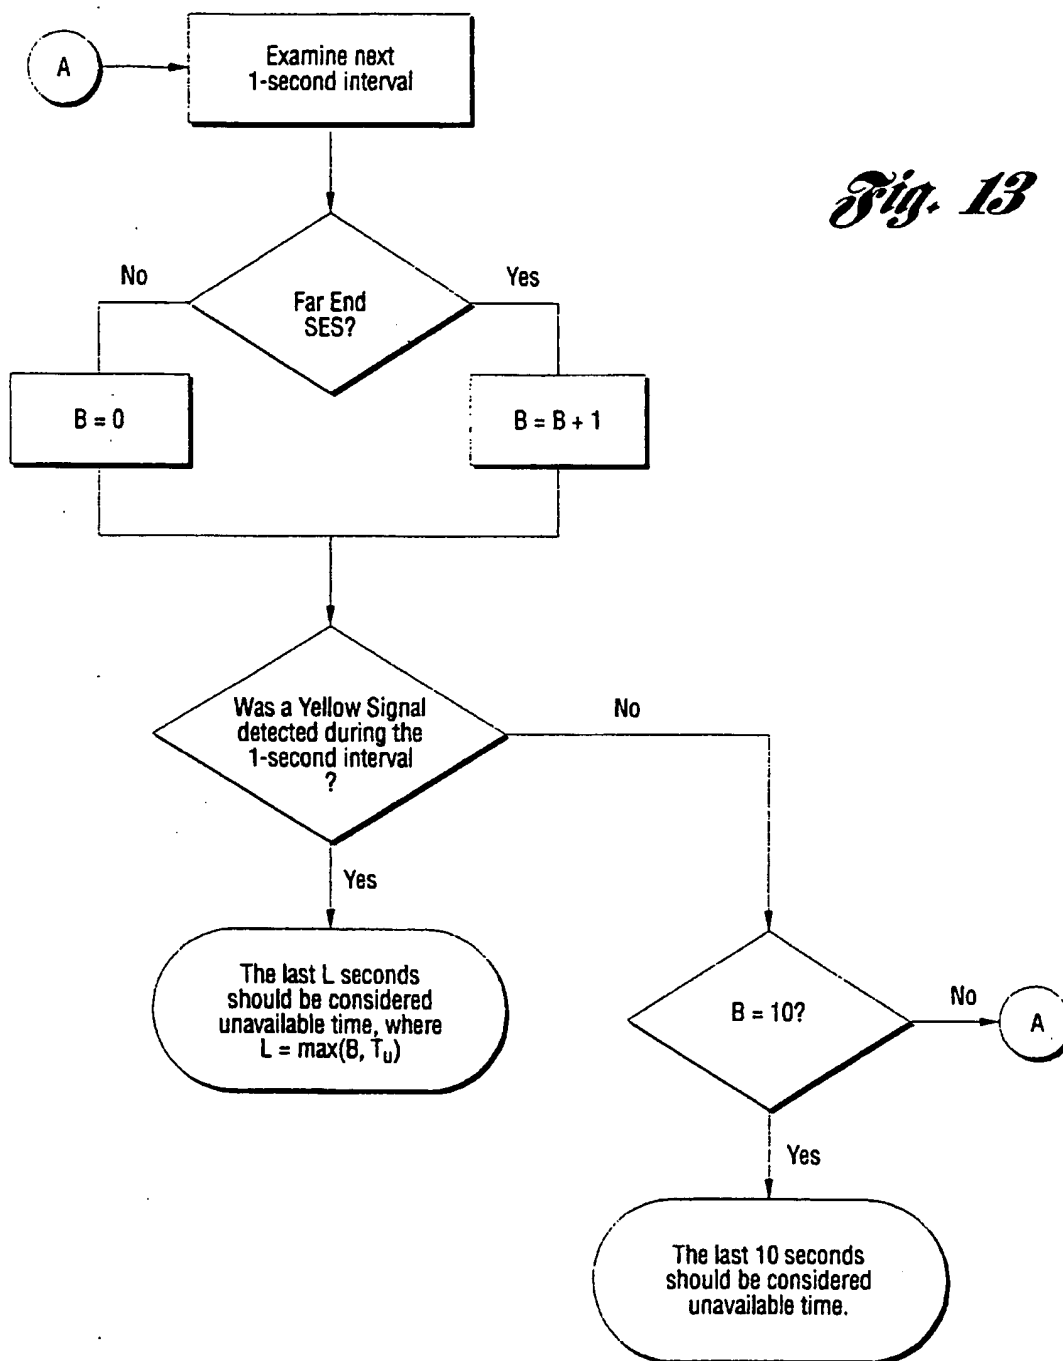 A
Examine next
1-second interval
Fig. 13
No
Yes
Far End
SES?
B = 0
B = B + 1
Was a Yellow Signal
detected during the
1-second interval
?
No
Yes
The last L seconds
should be considered
unavailable time, where
L = max(B, Tu)
B = 10?
No
A
Yes
The last 10 seconds
should be considered
unavailable time.